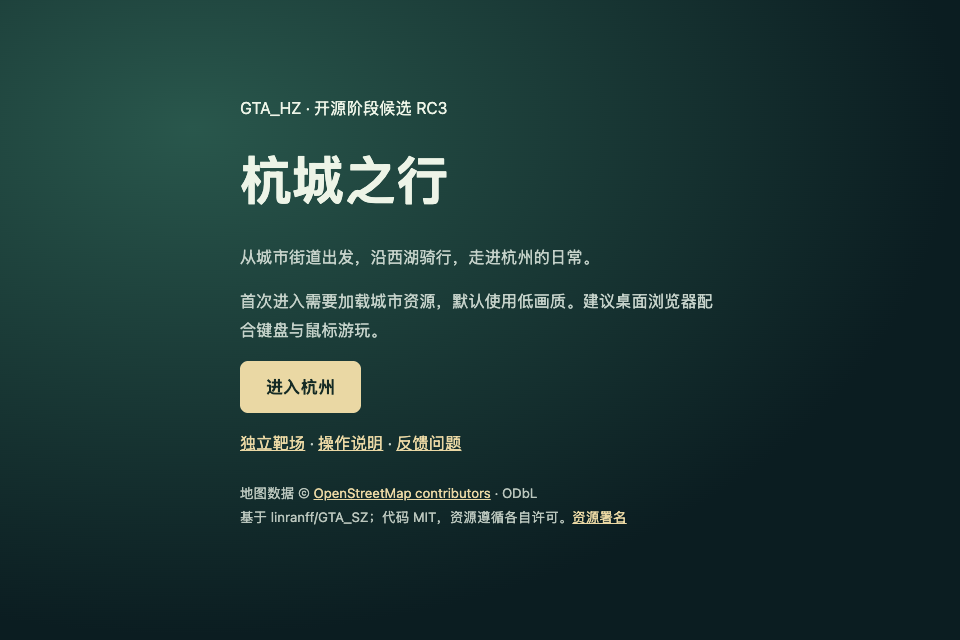 GTA_HZ · 开源阶段候选 RC3
杭城之行
从城市街道出发，沿西湖骑行，走进杭州的日常。
首次进入需要加载城市资源，默认使用低画质。建议桌面浏览器配
合键盘与鼠标游玩。
进入杭州
独立靶场 · 操作说明 · 反馈问题
地图数据 © OpenStreetMap contributors · ODbL
基于 linranff/GTA_SZ；代码 MIT，资源遵循各自许可。资源署名